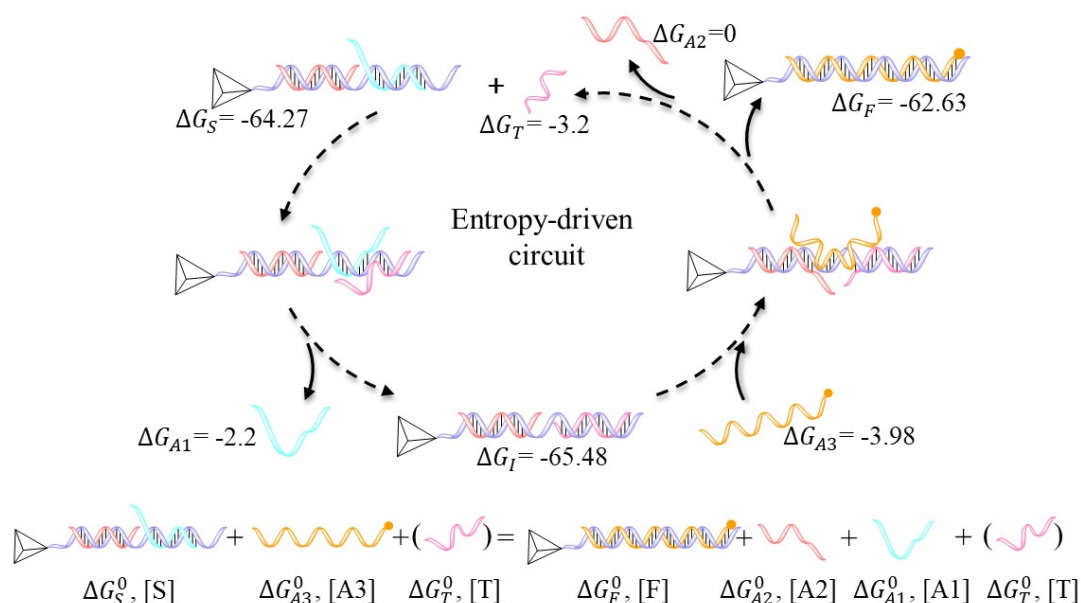 ΔG_A2=0
+
ΔG_S= -64.27
ΔG_T= -3.2
ΔG_F= -62.63
Entropy-driven
circuit
ΔG_A1= -2.2
ΔG_I= -65.48
ΔG_A3= -3.98
+ +( )= + + +( )
ΔG_S^0, [S] ΔG_A3^0, [A3] ΔG_T^0, [T] ΔG_F^0, [F] ΔG_A2^0, [A2] ΔG_A1^0, [A1] ΔG_T^0, [T]